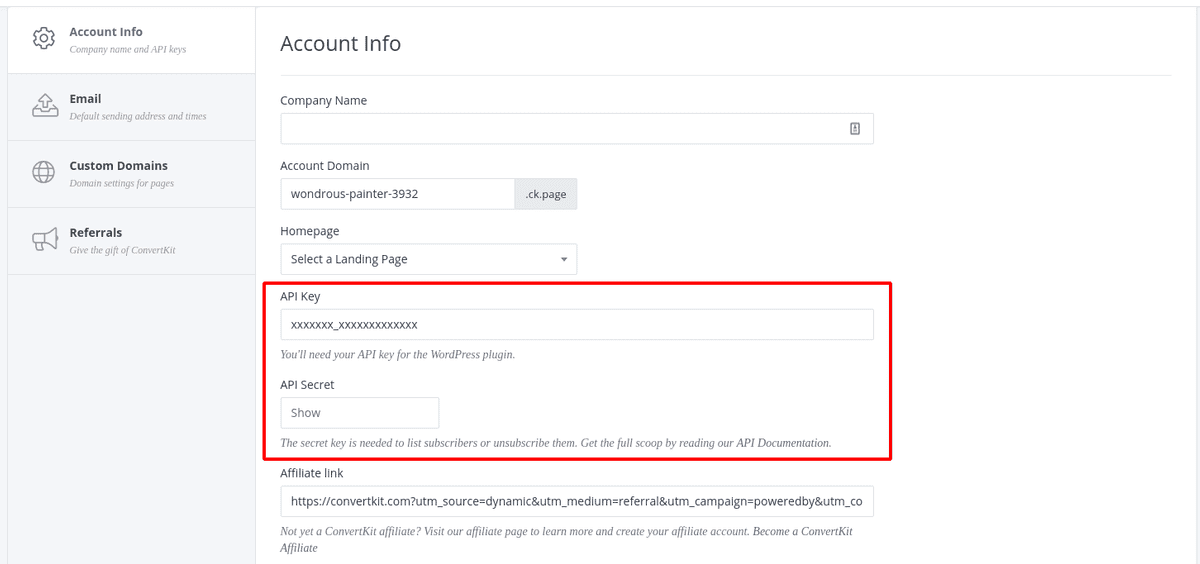 Account Info
Company name and API keys
Email
Default sending address and times
Custom Domains
Domain settings for pages
Referrals
Give the gift of ConvertKit
Account Info
Company Name
Account Domain
wondrous-painter-3932 .ck.page
Homepage
Select a Landing Page
API Key
xxxxxxx_xxxxxxxxxxxxx
You'll need your API key for the WordPress plugin.
API Secret
Show
The secret key is needed to list subscribers or unsubscribe them. Get the full scoop by reading our API Documentation.
Affiliate link
https://convertkit.com?utm_source=dynamic&utm_medium=referral&utm_campaign=poweredby&utm_co
Not yet a ConvertKit affiliate? Visit our affiliate page to learn more and create your affiliate account. Become a ConvertKit
Affiliate